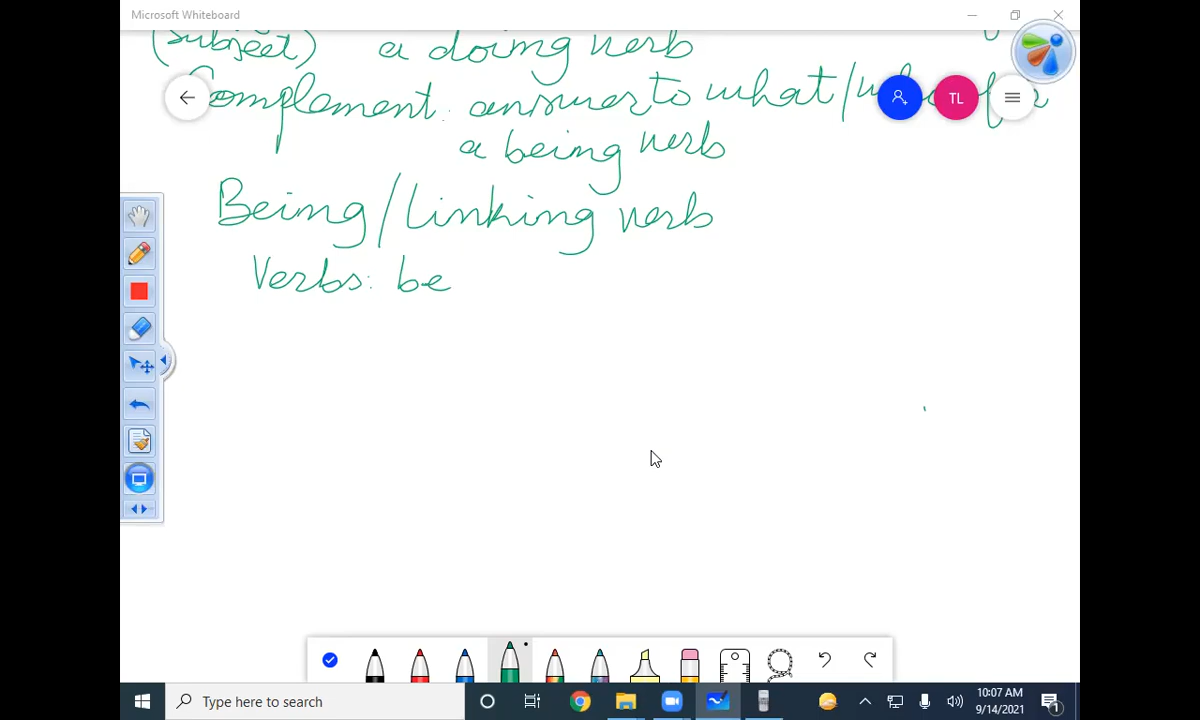 Microsoft Whiteboard
(Subject) a doing verb
Complement: answer to what/
TL
a being verb
Being/Linking verb
Verbs: be
Type here to search
10:07 AM
9/14/2021
1